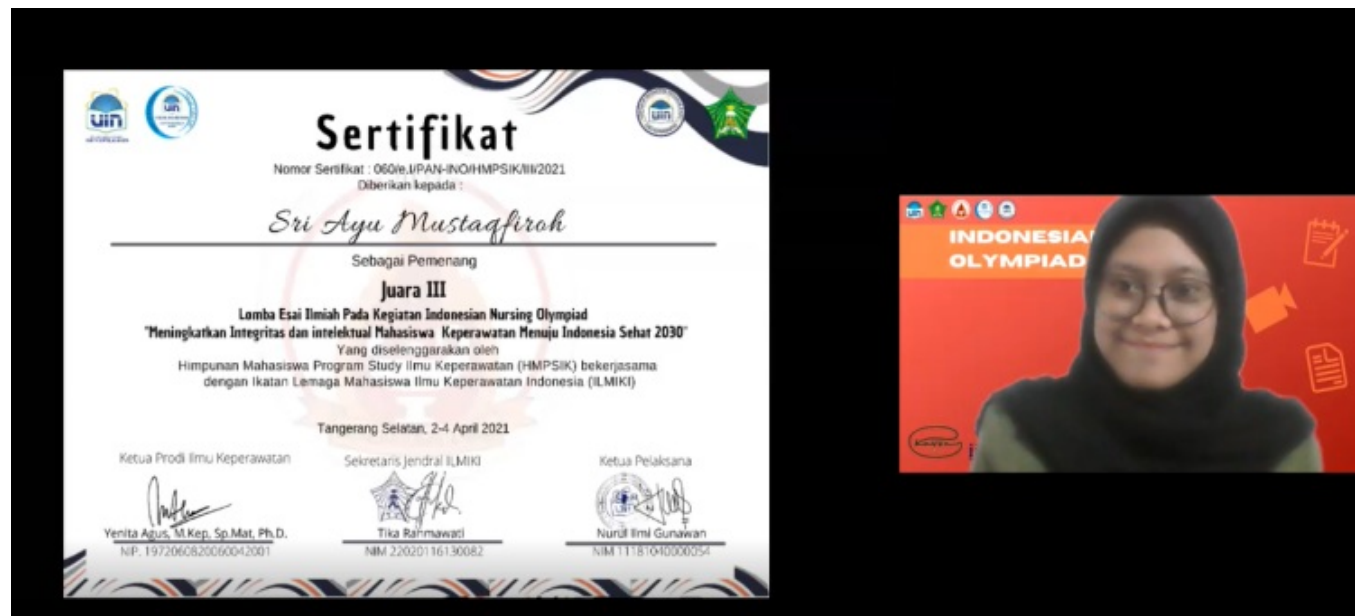 uin
uin
uin
Sertifikat
Nomor Sertifikat : 060/e.I/PAN-INO/HMPSIK/III/2021
Diberikan kepada :
Sri Ayu Mustaqfiroh
Sebagai Pemenang
Juara III
Lomba Esai Ilmiah Pada Kegiatan Indonesian Nursing Olympiad
"Meningkatkan Integritas dan intelektual Mahasiswa Keperawatan Menuju Indonesia Sehat 2030"
Yang diselenggarakan oleh
Himpunan Mahasiswa Program Study Ilmu Keperawatan (HMPSIK) bekerjasama
dengan Ikatan Lemaga Mahasiswa Ilmu Keperawatan Indonesia (ILMIKI)
Tangerang Selatan, 2-4 April 2021
Ketua Prodi Ilmu Keperawatan
Sekretaris Jendral ILMIKI
Ketua Pelaksana
Yenita Agus, M.Kep, Sp.Mat, Ph.D.
Tika Rahmawati
Nurul Ilmi Gunawan
NIP. 1972060820060042001
NIM 22020116130082
NIM 11181040000054
INDONESIA
OLYMPIAD